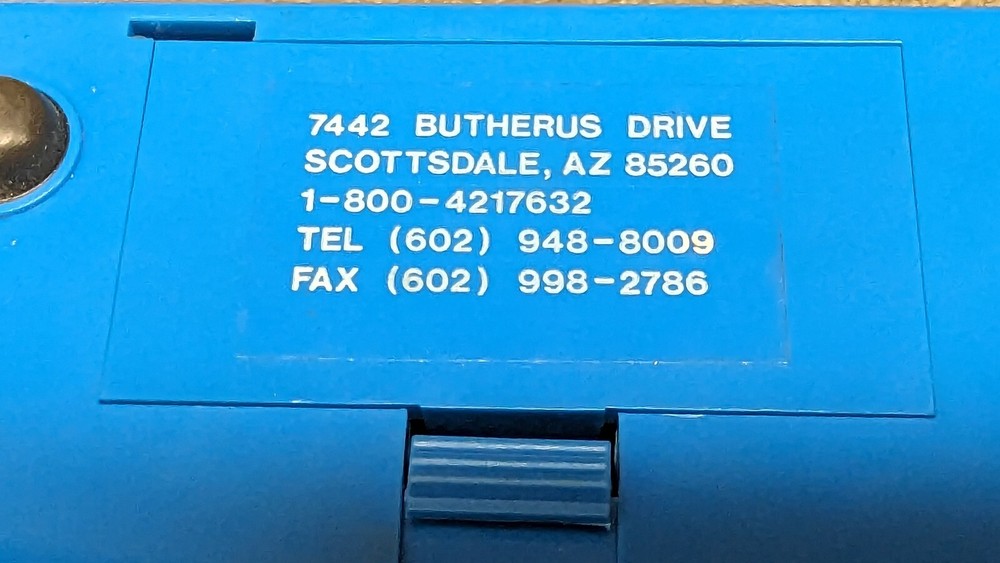 7442 BUTHERUS DRIVE
SCOTTSDALE, AZ 85260
1-800-4217632
TEL (602) 948-8009
FAX (602) 998-2786